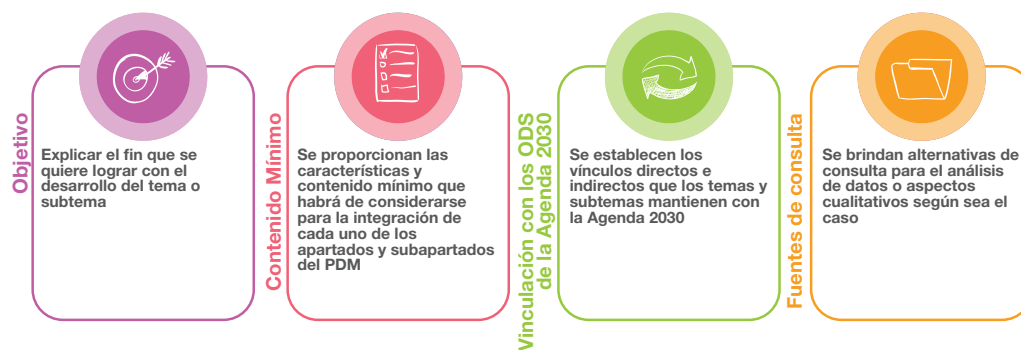 Objetivo
Explicar el fin que se
quiere lograr con el
desarrollo del tema o
subtema
Contenido Mínimo
Se proporcionan las
características y
contenido mínimo que
habrá de considerarse
para la integración de
cada uno de los
apartados y subapartados
del PDM
Vinculación con los ODS
de la Agenda 2030
Se establecen los
vínculos directos e
indirectos que los temas y
subtemas mantienen con
la Agenda 2030
Fuentes de consulta
Se brindan alternativas de
consulta para el análisis
de datos o aspectos
cualitativos según sea el
caso